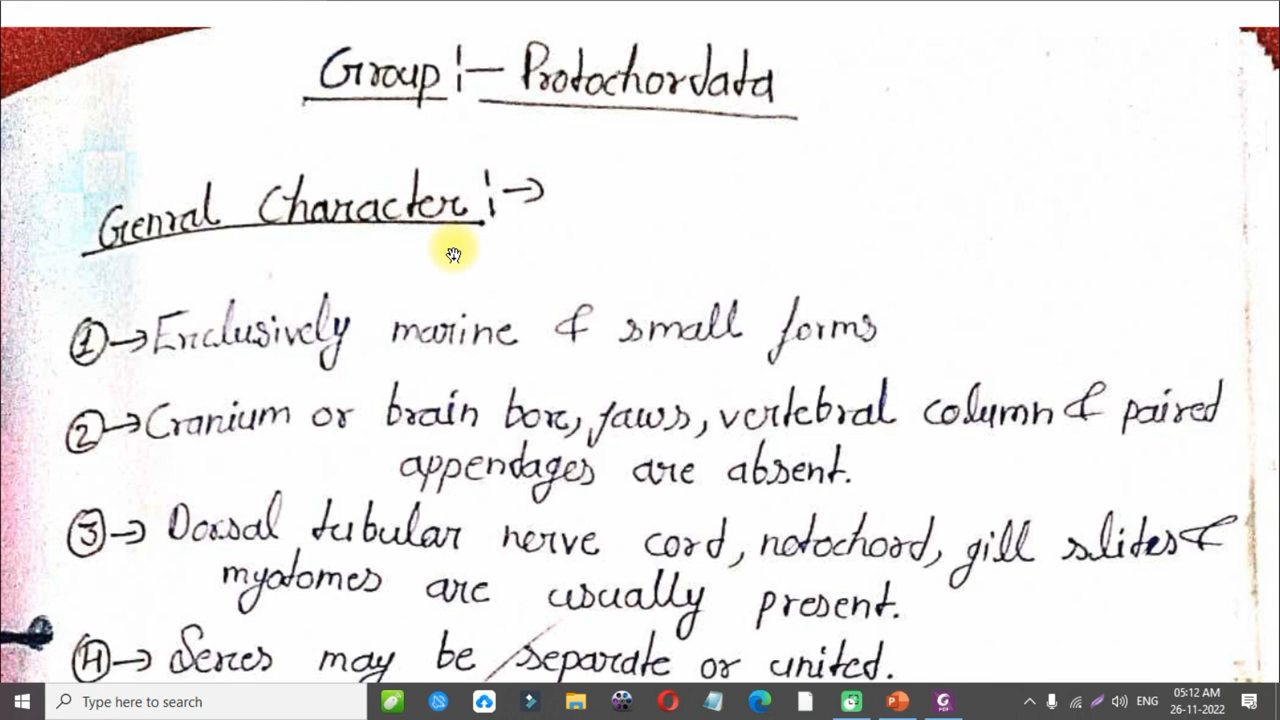 Group :- Protochordata
Genral Character :→
① → Exclusively marine & small forms
② → Cranium or brain box, jaws, vertebral column & paired
appendages are absent.
③ → Dorsal tubular nerve cord, notochord, gill slites &
myotomes are usually present.
④ → Sexes may be separate or united.
Type here to search
ENG
05:12 AM
26-11-2022